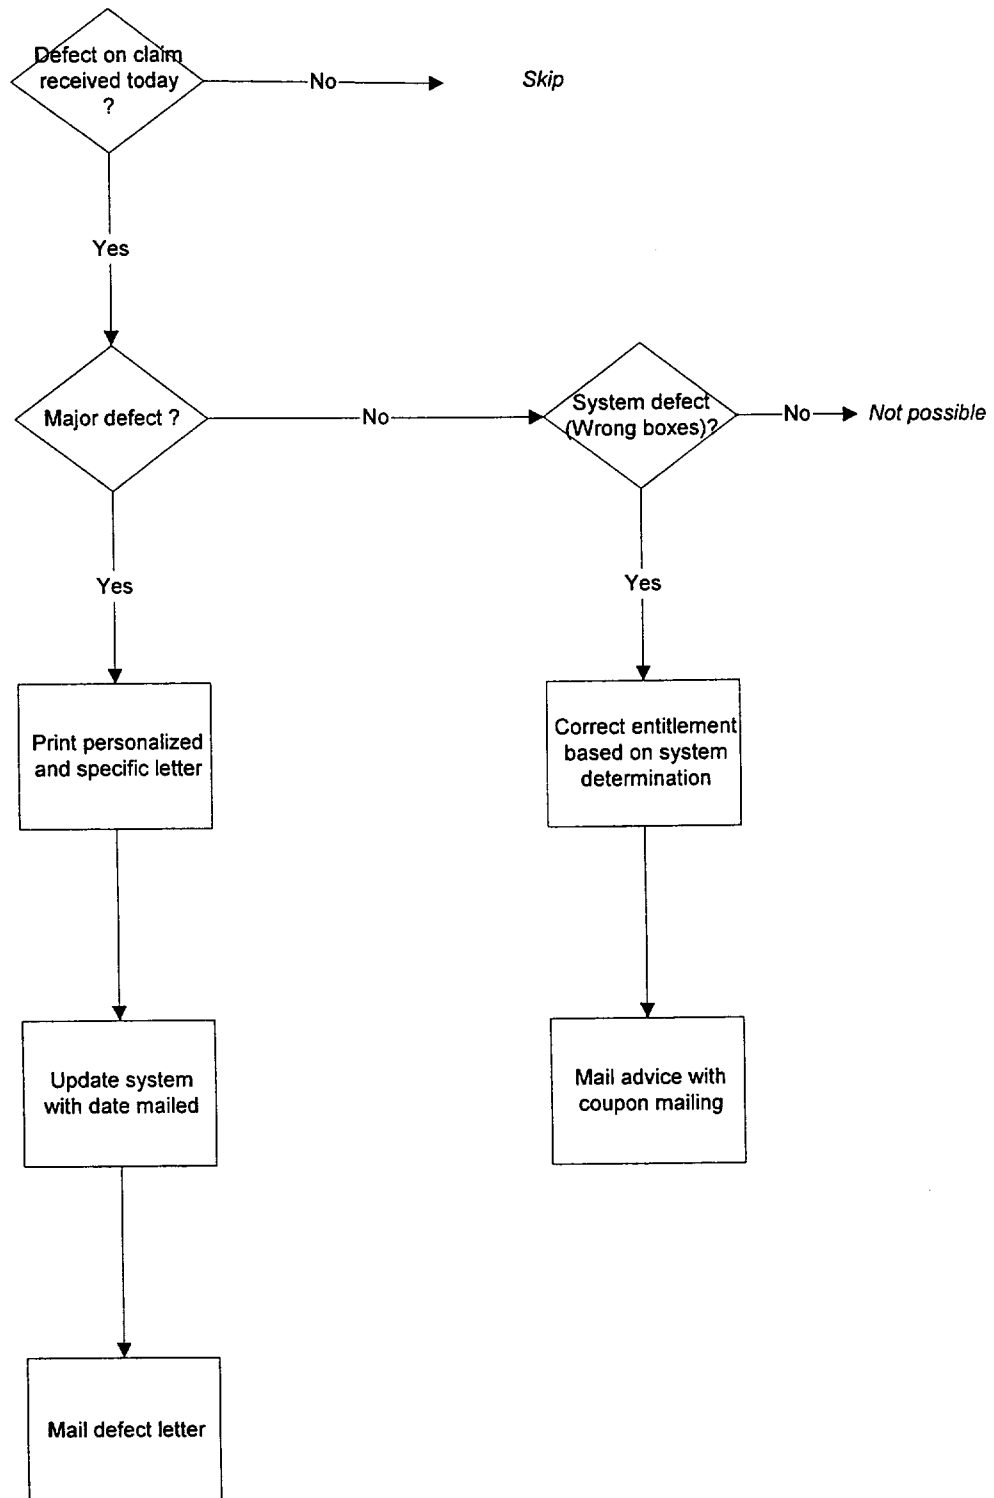 Defect on claim
received today
?
No
Skip
Yes
Major defect ?
No
System defect
(Wrong boxes)?
No
Not possible
Yes
Yes
Print personalized
and specific letter
Correct entitlement
based on system
determination
Update system
with date mailed
Mail advice with
coupon mailing
Mail defect letter